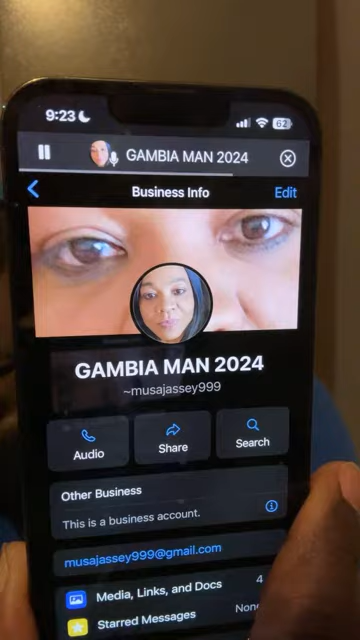 9:23
62
GAMBIA MAN 2024
Business Info
Edit
GAMBIA MAN 2024
~musajassey999
Audio
Share
Search
Other Business
This is a business account.
musajassey999@gmail.com
Media, Links, and Docs
4
Starred Messages
None